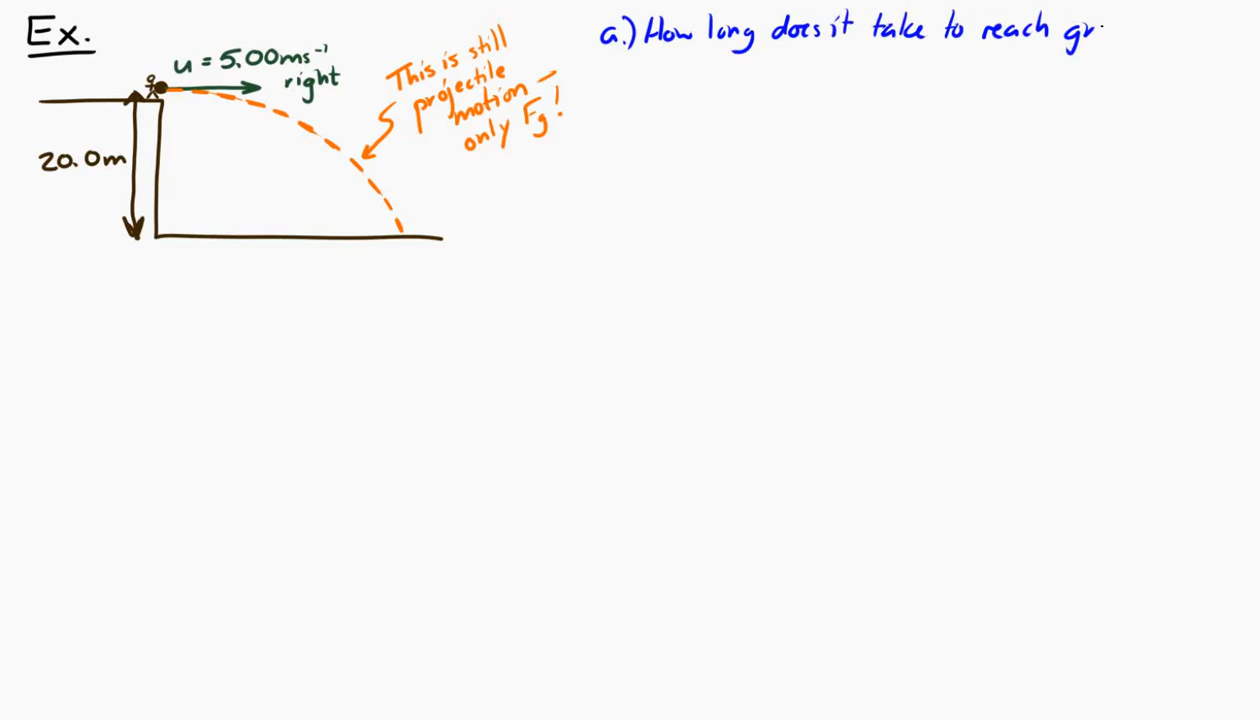 Ex.
u = 5.00ms⁻¹
right
20.0m
This is still
projectile
motion –
only Fg!
a.) How long does it take to reach